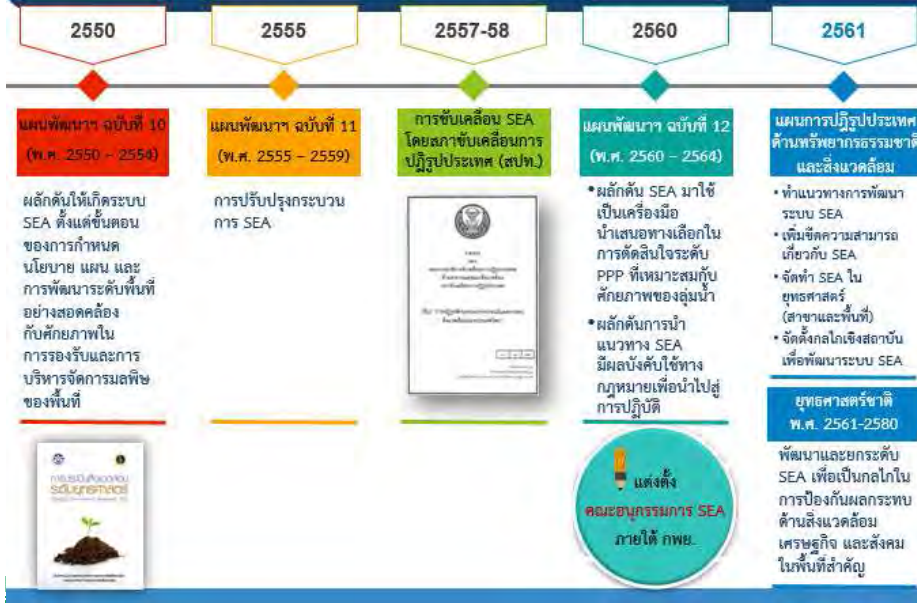 2550
แผนพัฒนาฯ ฉบับที่ 10
(พ.ศ. 2550 – 2554)
ผลักดันให้เกิดระบบ
SEA ตั้งแต่ขั้นตอน
ของการกำหนด
นโยบาย แผน และ
การพัฒนาระดับพื้นที่
อย่างสอดคล้อง
กับศักยภาพใน
การรองรับและการ
บริหารจัดการมลพิษ
ของพื้นที่
การประเมินสิ่งแวดล้อม
ระดับยุทธศาสตร์
2555
แผนพัฒนาฯ ฉบับที่ 11
(พ.ศ. 2555 – 2559)
การปรับปรุงกระบวน
การ SEA
2557-58
การขับเคลื่อน SEA
โดยสภาขับเคลื่อนการ
ปฏิรูปประเทศ (สปท.)
2560
แผนพัฒนาฯ ฉบับที่ 12
(พ.ศ. 2560 – 2564)
•ผลักดัน SEA มาใช้
เป็นเครื่องมือ
นำเสนอทางเลือกใน
การตัดสินใจระดับ
PPP ที่เหมาะสมกับ
ศักยภาพของลุ่มน้ำ
•ผลักดันการนำ
แนวทาง SEA
มีผลบังคับใช้ทาง
กฎหมายเพื่อนำไปสู่
การปฏิบัติ
แต่งตั้ง
คณะอนุกรรมการ SEA
ภายใต้ กพย.
2561
แผนการปฏิรูปประเทศ
ด้านทรัพยากรธรรมชาติ
และสิ่งแวดล้อม
• ทำแนวทางการพัฒนา
ระบบ SEA
• เพิ่มขีดความสามารถ
เกี่ยวกับ SEA
• จัดทำ SEA ใน
ยุทธศาสตร์
(สาขาและพื้นที่)
• จัดตั้งกลไกเชิงสถาบัน
เพื่อพัฒนาระบบ SEA
ยุทธศาสตร์ชาติ
พ.ศ. 2561-2580
พัฒนาและยกระดับ
SEA เพื่อเป็นกลไกใน
การป้องกันผลกระทบ
ด้านสิ่งแวดล้อม
เศรษฐกิจ และสังคม
ในพื้นที่สำคัญ